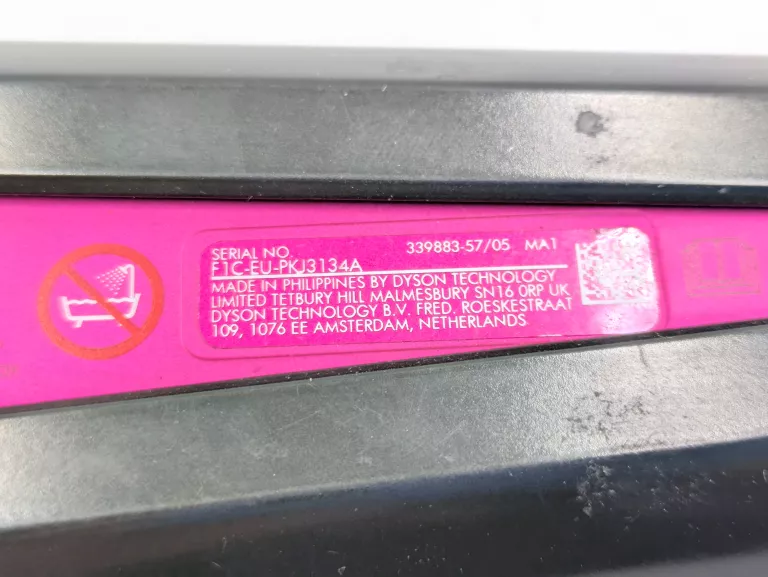 SERIAL NO. 339883-57/05 MA1
F1C-EU-PKJ3134A
MADE IN PHILIPPINES BY DYSON TECHNOLOGY
LIMITED TETBURY HILL MALMESBURY SN16 0RP UK
DYSON TECHNOLOGY B.V. FRED. ROESKESTRAAT
109, 1076 EE AMSTERDAM, NETHERLANDS